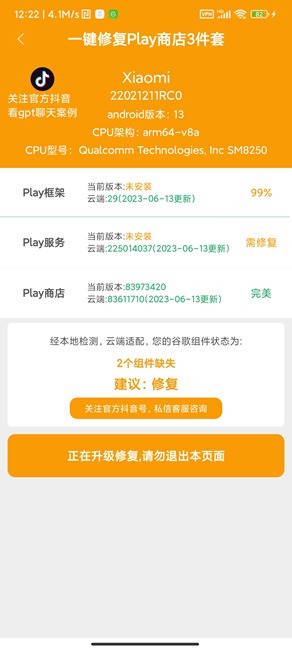 12:22 | 4.1M/s
VPN
82
一键修复Play商店3件套
关注官方抖音
看gpt聊天案例
Xiaomi
22021211RC0
android版本：13
CPU架构：arm64-v8a
CPU型号：Qualcomm Technologies, Inc SM8250
Play框架
当前版本:未安装
云端:29(2023-06-13更新)
99%
Play服务
当前版本:未安装
云端:225014037(2023-06-13更新)
需修复
Play商店
当前版本:83973420
云端:83611710(2023-06-13更新)
完美
经本地检测，云端适配，您的谷歌组件状态为:
2个组件缺失
建议: 修复
关注官方抖音号，私信客服咨询
正在升级修复,请勿退出本页面